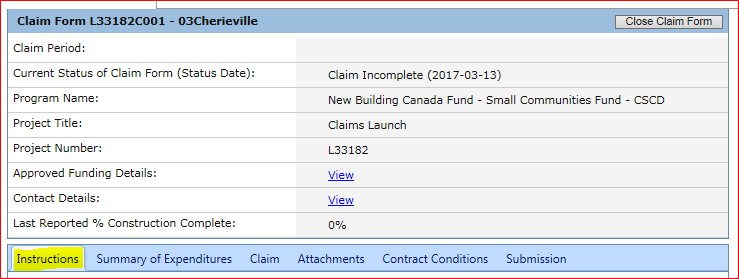 Claim Form L33182C001 - 03Cherieville Close Claim Form
Claim Period:
Current Status of Claim Form (Status Date): Claim Incomplete (2017-03-13)
Program Name: New Building Canada Fund - Small Communities Fund - CSCD
Project Title: Claims Launch
Project Number: L33182
Approved Funding Details: View
Contact Details: View
Last Reported % Construction Complete: 0%
Instructions Summary of Expenditures Claim Attachments Contract Conditions Submission